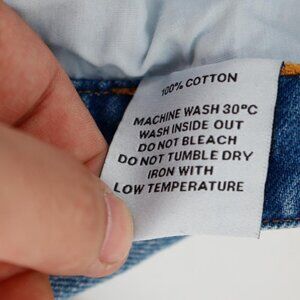 100% COTTON
MACHINE WASH 30°C
WASH INSIDE OUT
DO NOT BLEACH
DO NOT TUMBLE DRY
IRON WITH
LOW TEMPERATURE